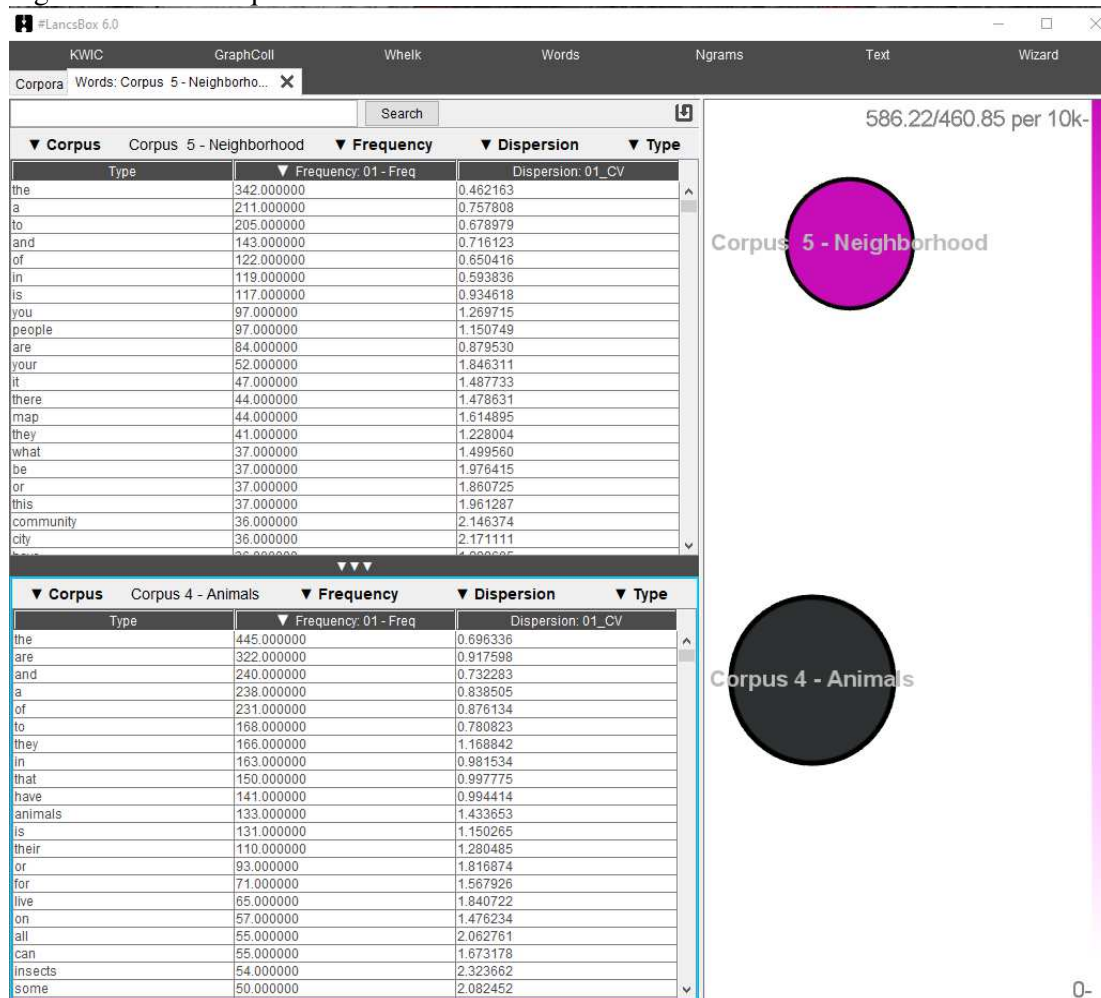 #LancsBox 6.0
KWIC GraphColl Whelk Words Ngrams Text Wizard
Corpora Words: Corpus 5 - Neighborho...
Search
▼ Corpus Corpus 5 - Neighborhood ▼ Frequency ▼ Dispersion ▼ Type
Type ▼ Frequency: 01 - Freq Dispersion: 01_CV
the 342.000000 0.462163
a 211.000000 0.757808
to 205.000000 0.678979
and 143.000000 0.716123
of 122.000000 0.650416
in 119.000000 0.593836
is 117.000000 0.934618
you 97.000000 1.269715
people 97.000000 1.150749
are 84.000000 0.879530
your 52.000000 1.846311
it 47.000000 1.487733
there 44.000000 1.478631
map 44.000000 1.614895
they 41.000000 1.228004
what 37.000000 1.499560
be 37.000000 1.976415
or 37.000000 1.860725
this 37.000000 1.961287
community 36.000000 2.146374
city 36.000000 2.171111
▼▼▼
▼ Corpus Corpus 4 - Animals ▼ Frequency ▼ Dispersion ▼ Type
Type ▼ Frequency: 01 - Freq Dispersion: 01_CV
the 445.000000 0.696336
are 322.000000 0.917598
and 240.000000 0.732283
a 238.000000 0.838505
of 231.000000 0.876134
to 168.000000 0.780823
they 166.000000 1.168842
in 163.000000 0.981534
that 150.000000 0.997775
have 141.000000 0.994414
animals 133.000000 1.433653
is 131.000000 1.150265
their 110.000000 1.280485
or 93.000000 1.816874
for 71.000000 1.567926
live 65.000000 1.840722
on 57.000000 1.476234
all 55.000000 2.062761
can 55.000000 1.673178
insects 54.000000 2.323662
some 50.000000 2.082452
586.22/460.85 per 10k-
Corpus 5 - Neighborhood
Corpus 4 - Animals
0-